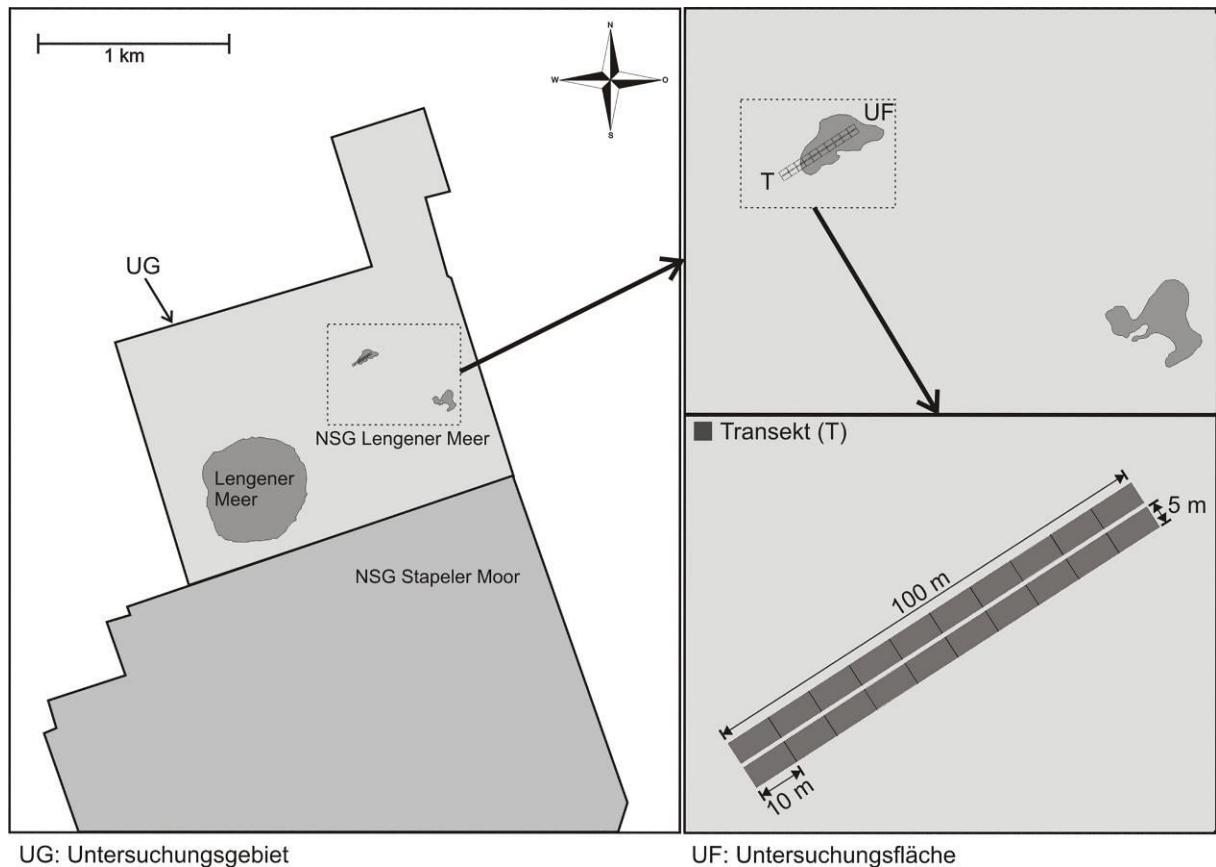 1 km
N
W
O
S
UG
NSG Lengener Meer
Lengener
Meer
NSG Stapeler Moor
UF
T
Transekt (T)
5 m
100 m
10 m
UG: Untersuchungsgebiet
UF: Untersuchungsfläche